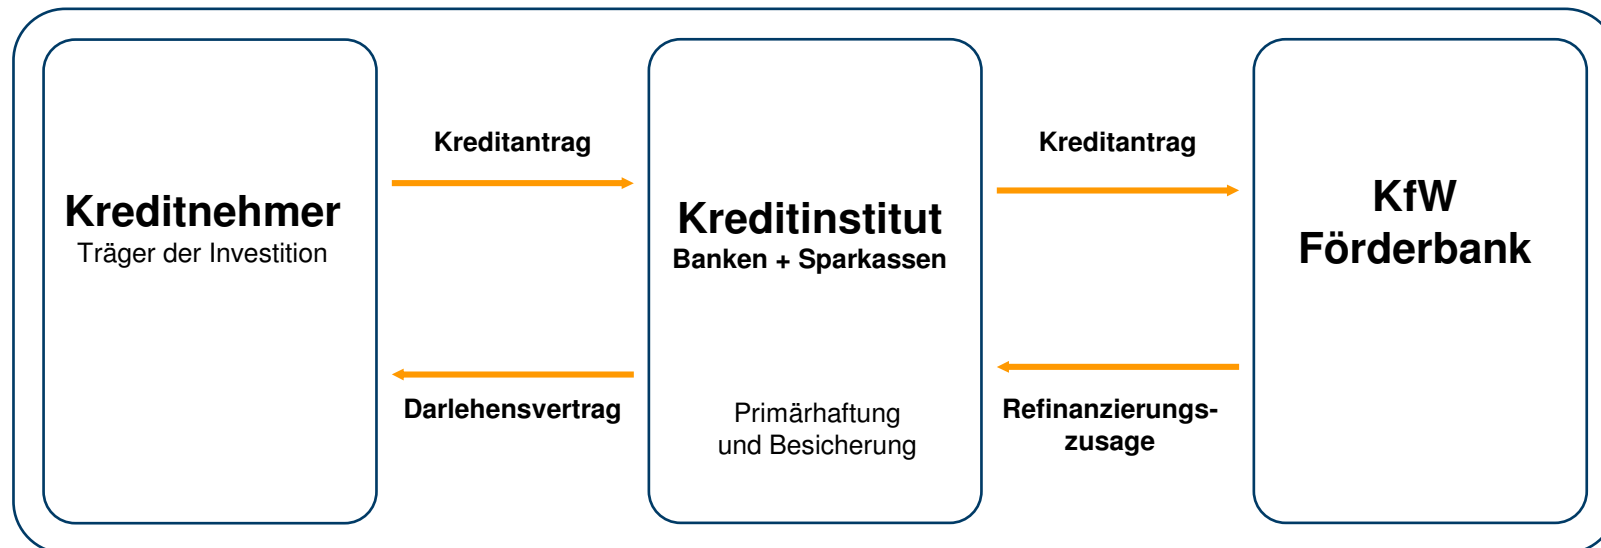 Kreditnehmer
Träger der Investition
Kreditantrag
Darlehensvertrag
Kreditinstitut
Banken + Sparkassen
Primärhaftung
und Besicherung
Kreditantrag
Refinanzierungs-
zusage
KfW
Förderbank